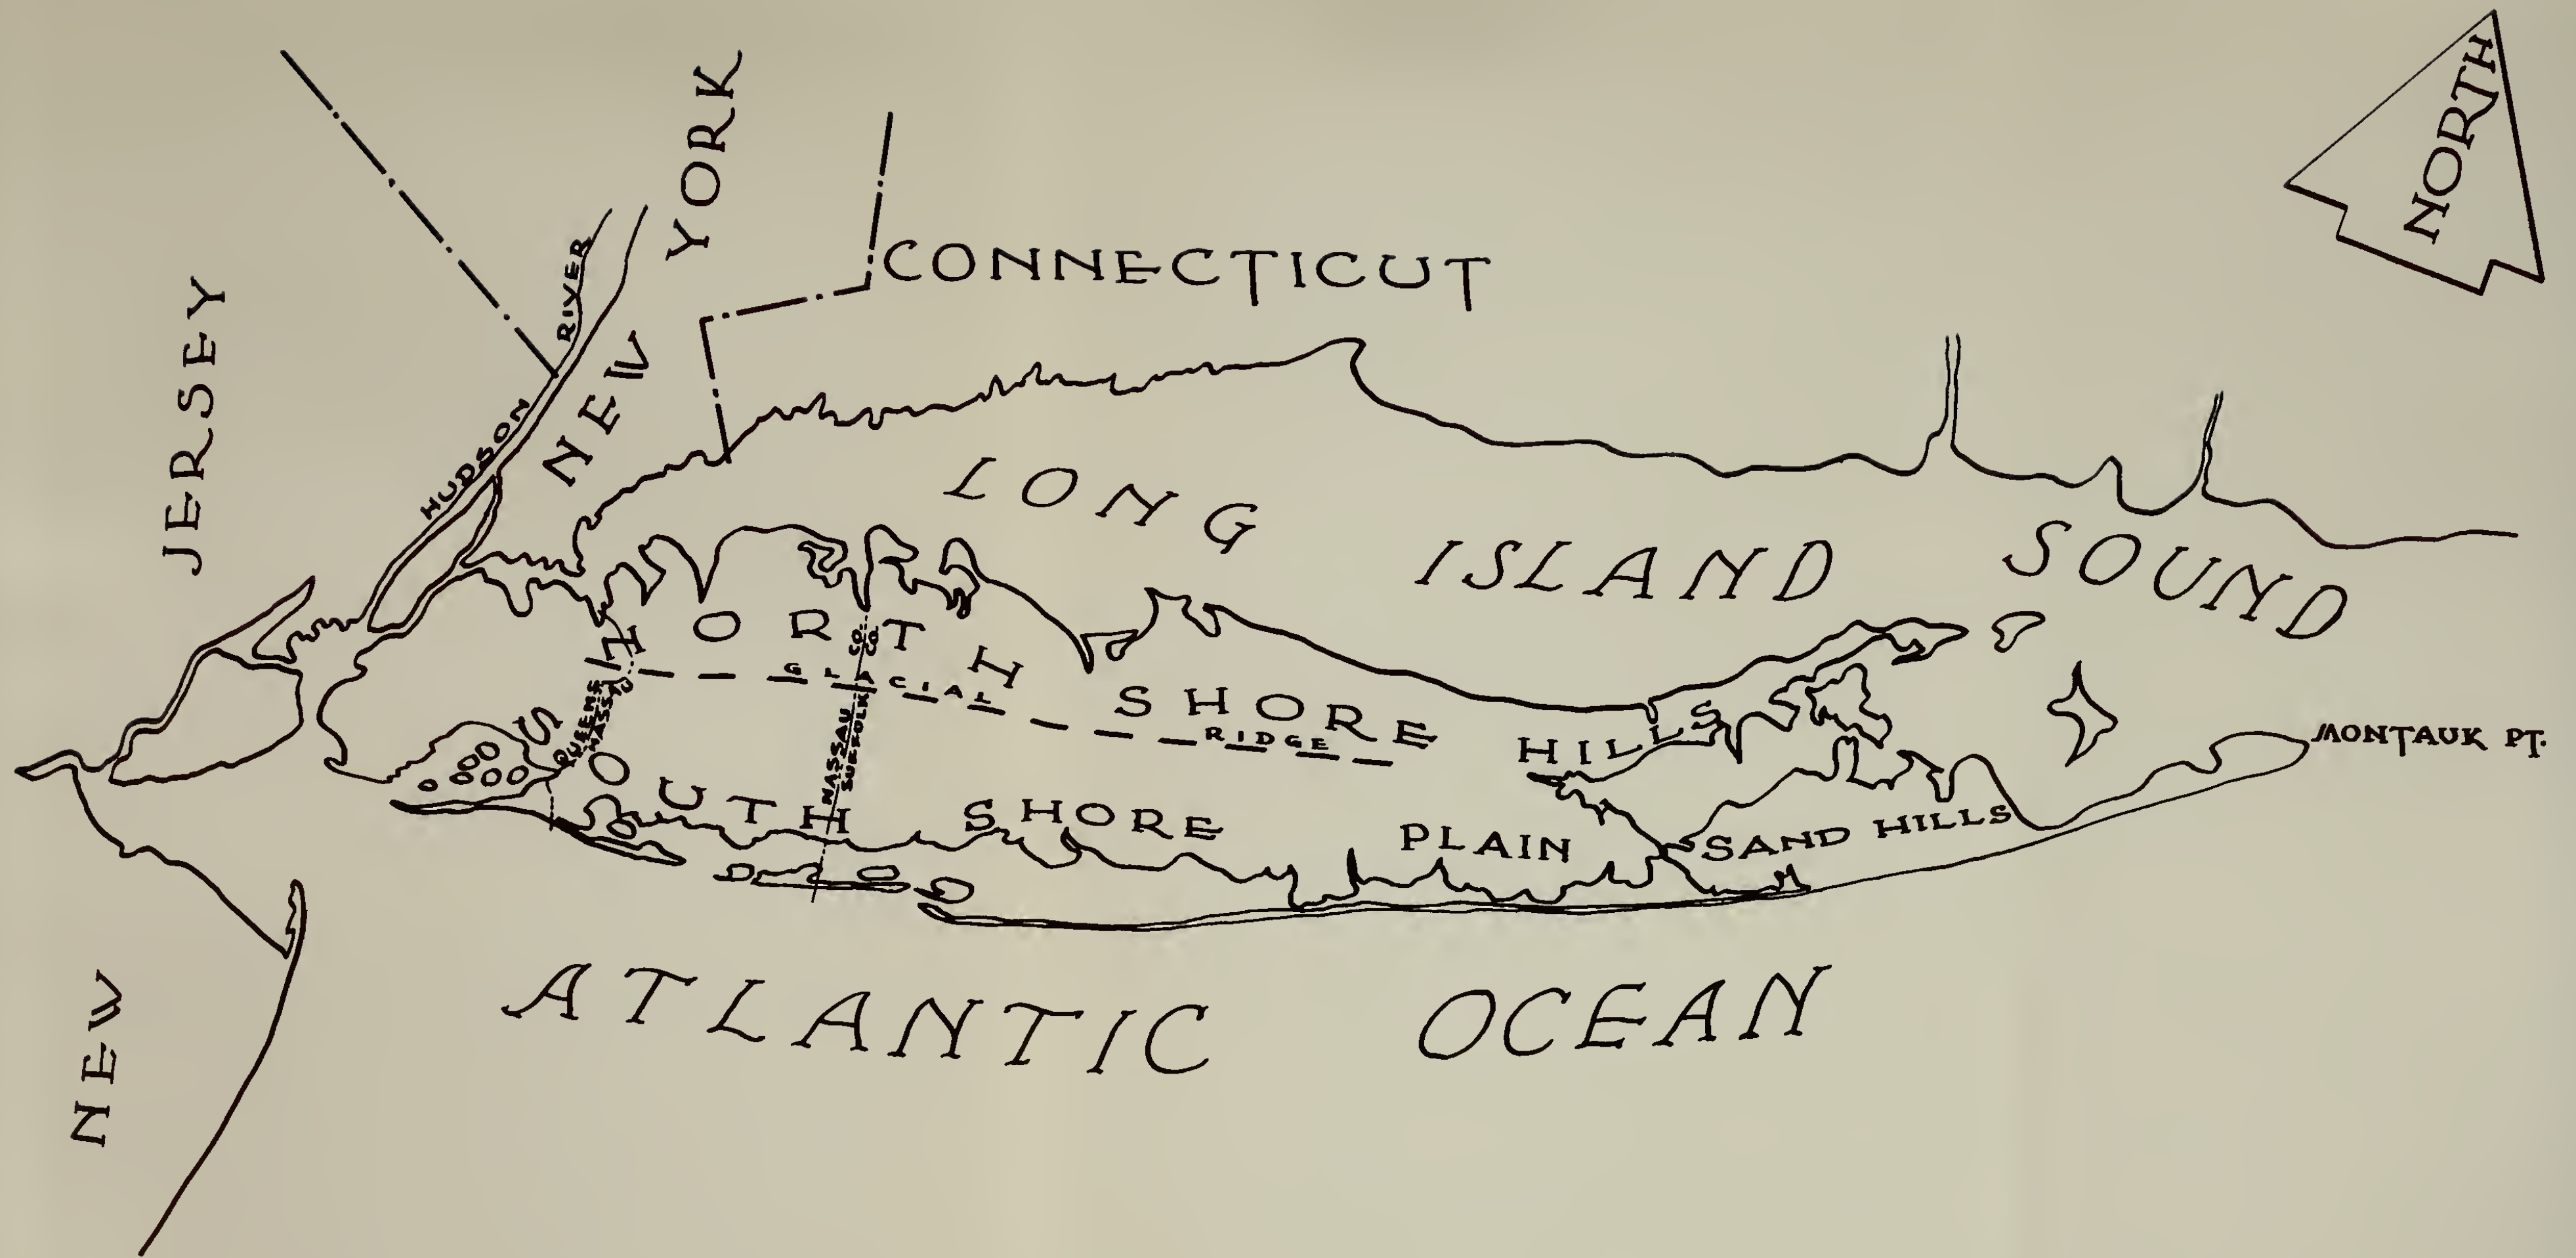 NORTH
NEW YORK
CONNECTICUT
HUDSON RIVER
NEW JERSEY
LONG ISLAND SOUND
NORTH SHORE HILLS
GLACIAL RIDGE
QUEENS
NASS.
CO.
CO.
NASSAU
SUFFOLK
SOUTH SHORE PLAIN
SAND HILLS
MONTAUK PT.
ATLANTIC OCEAN